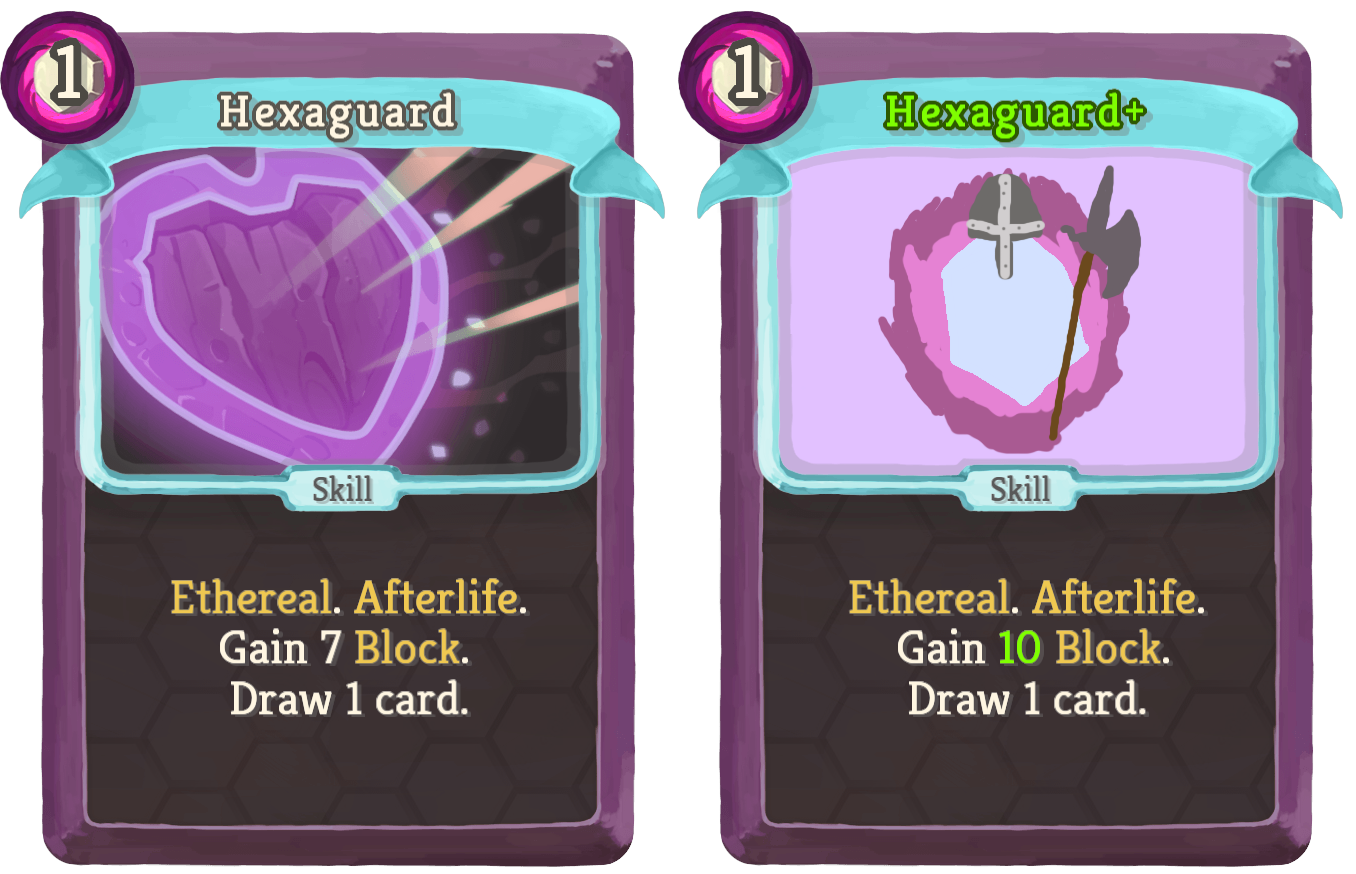 1
Hexaguard
Skill
Ethereal. Afterlife.
Gain 7 Block.
Draw 1 card.
1
Hexaguard+
Skill
Ethereal. Afterlife.
Gain 10 Block.
Draw 1 card.